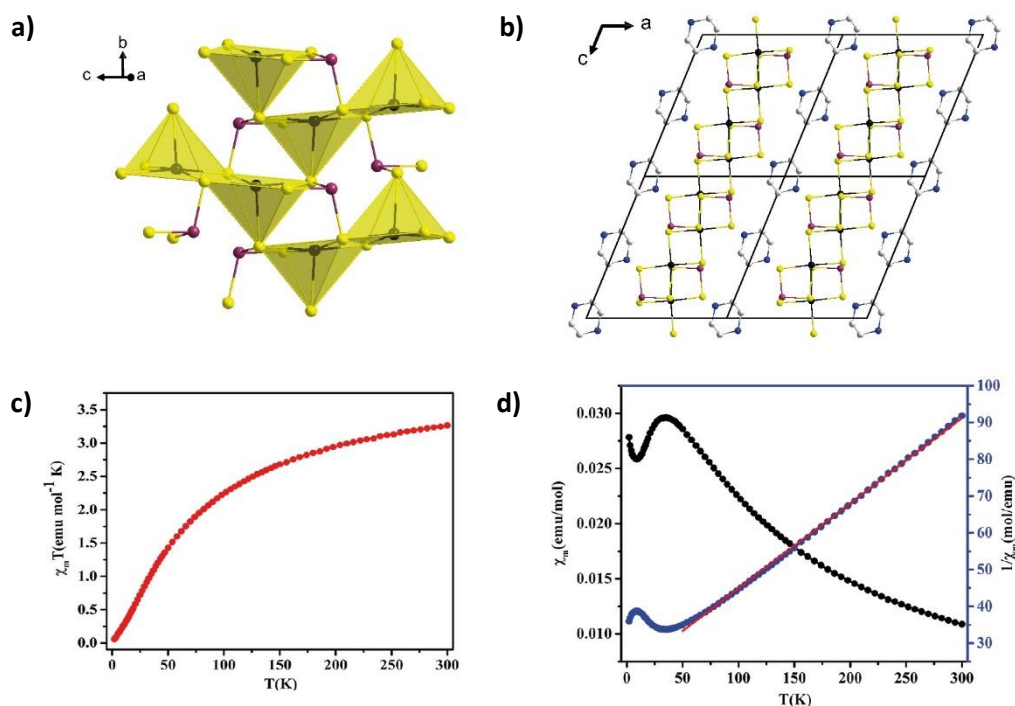 a)
b
c
a
b)
a
c
c)
3.5
3.0
2.5
2.0
1.5
1.0
0.5
0.0
χₘT(emu mol⁻¹ K)
0 50 100 150 200 250 300
T(K)
d)
0.030
0.025
0.020
0.015
0.010
χₘ(emu/mol)
100
90
80
70
60
50
40
30
1/χₘ(mol/emu)
0 50 100 150 200 250 300
T(K)